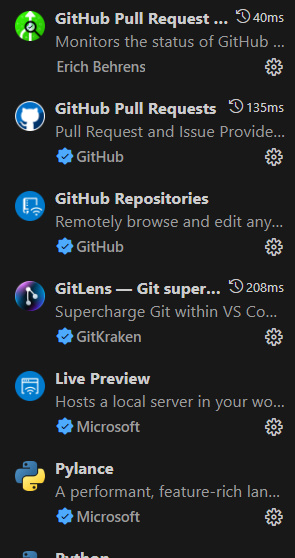 GitHub Pull Request ... 40ms
Monitors the status of GitHub ...
Erich Behrens
GitHub Pull Requests 135ms
Pull Request and Issue Provide...
GitHub
GitHub Repositories
Remotely browse and edit any...
GitHub
GitLens — Git super... 208ms
Supercharge Git within VS Co...
GitKraken
Live Preview
Hosts a local server in your wo...
Microsoft
Pylance
A performant, feature-rich lan...
Microsoft
Python